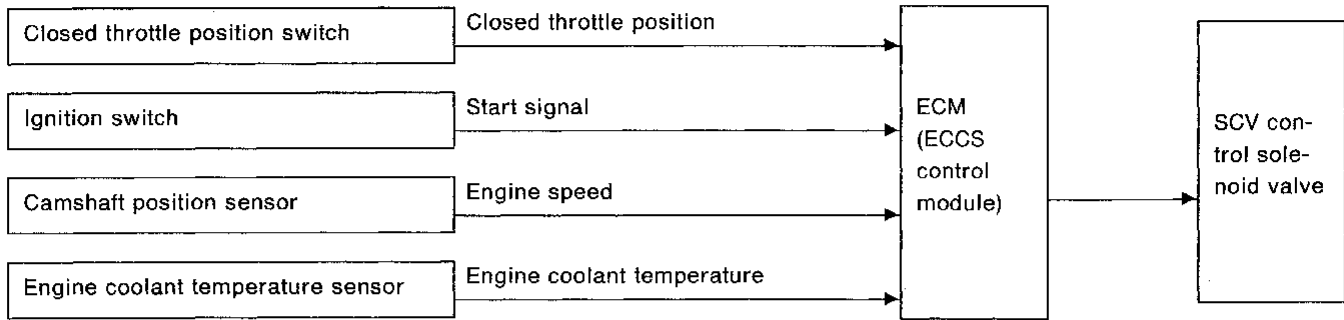 Closed throttle position switch
Closed throttle position
Ignition switch
Start signal
Camshaft position sensor
Engine speed
Engine coolant temperature sensor
Engine coolant temperature
ECM
(ECCS
control
module)
SCV con-
trol sole-
noid valve